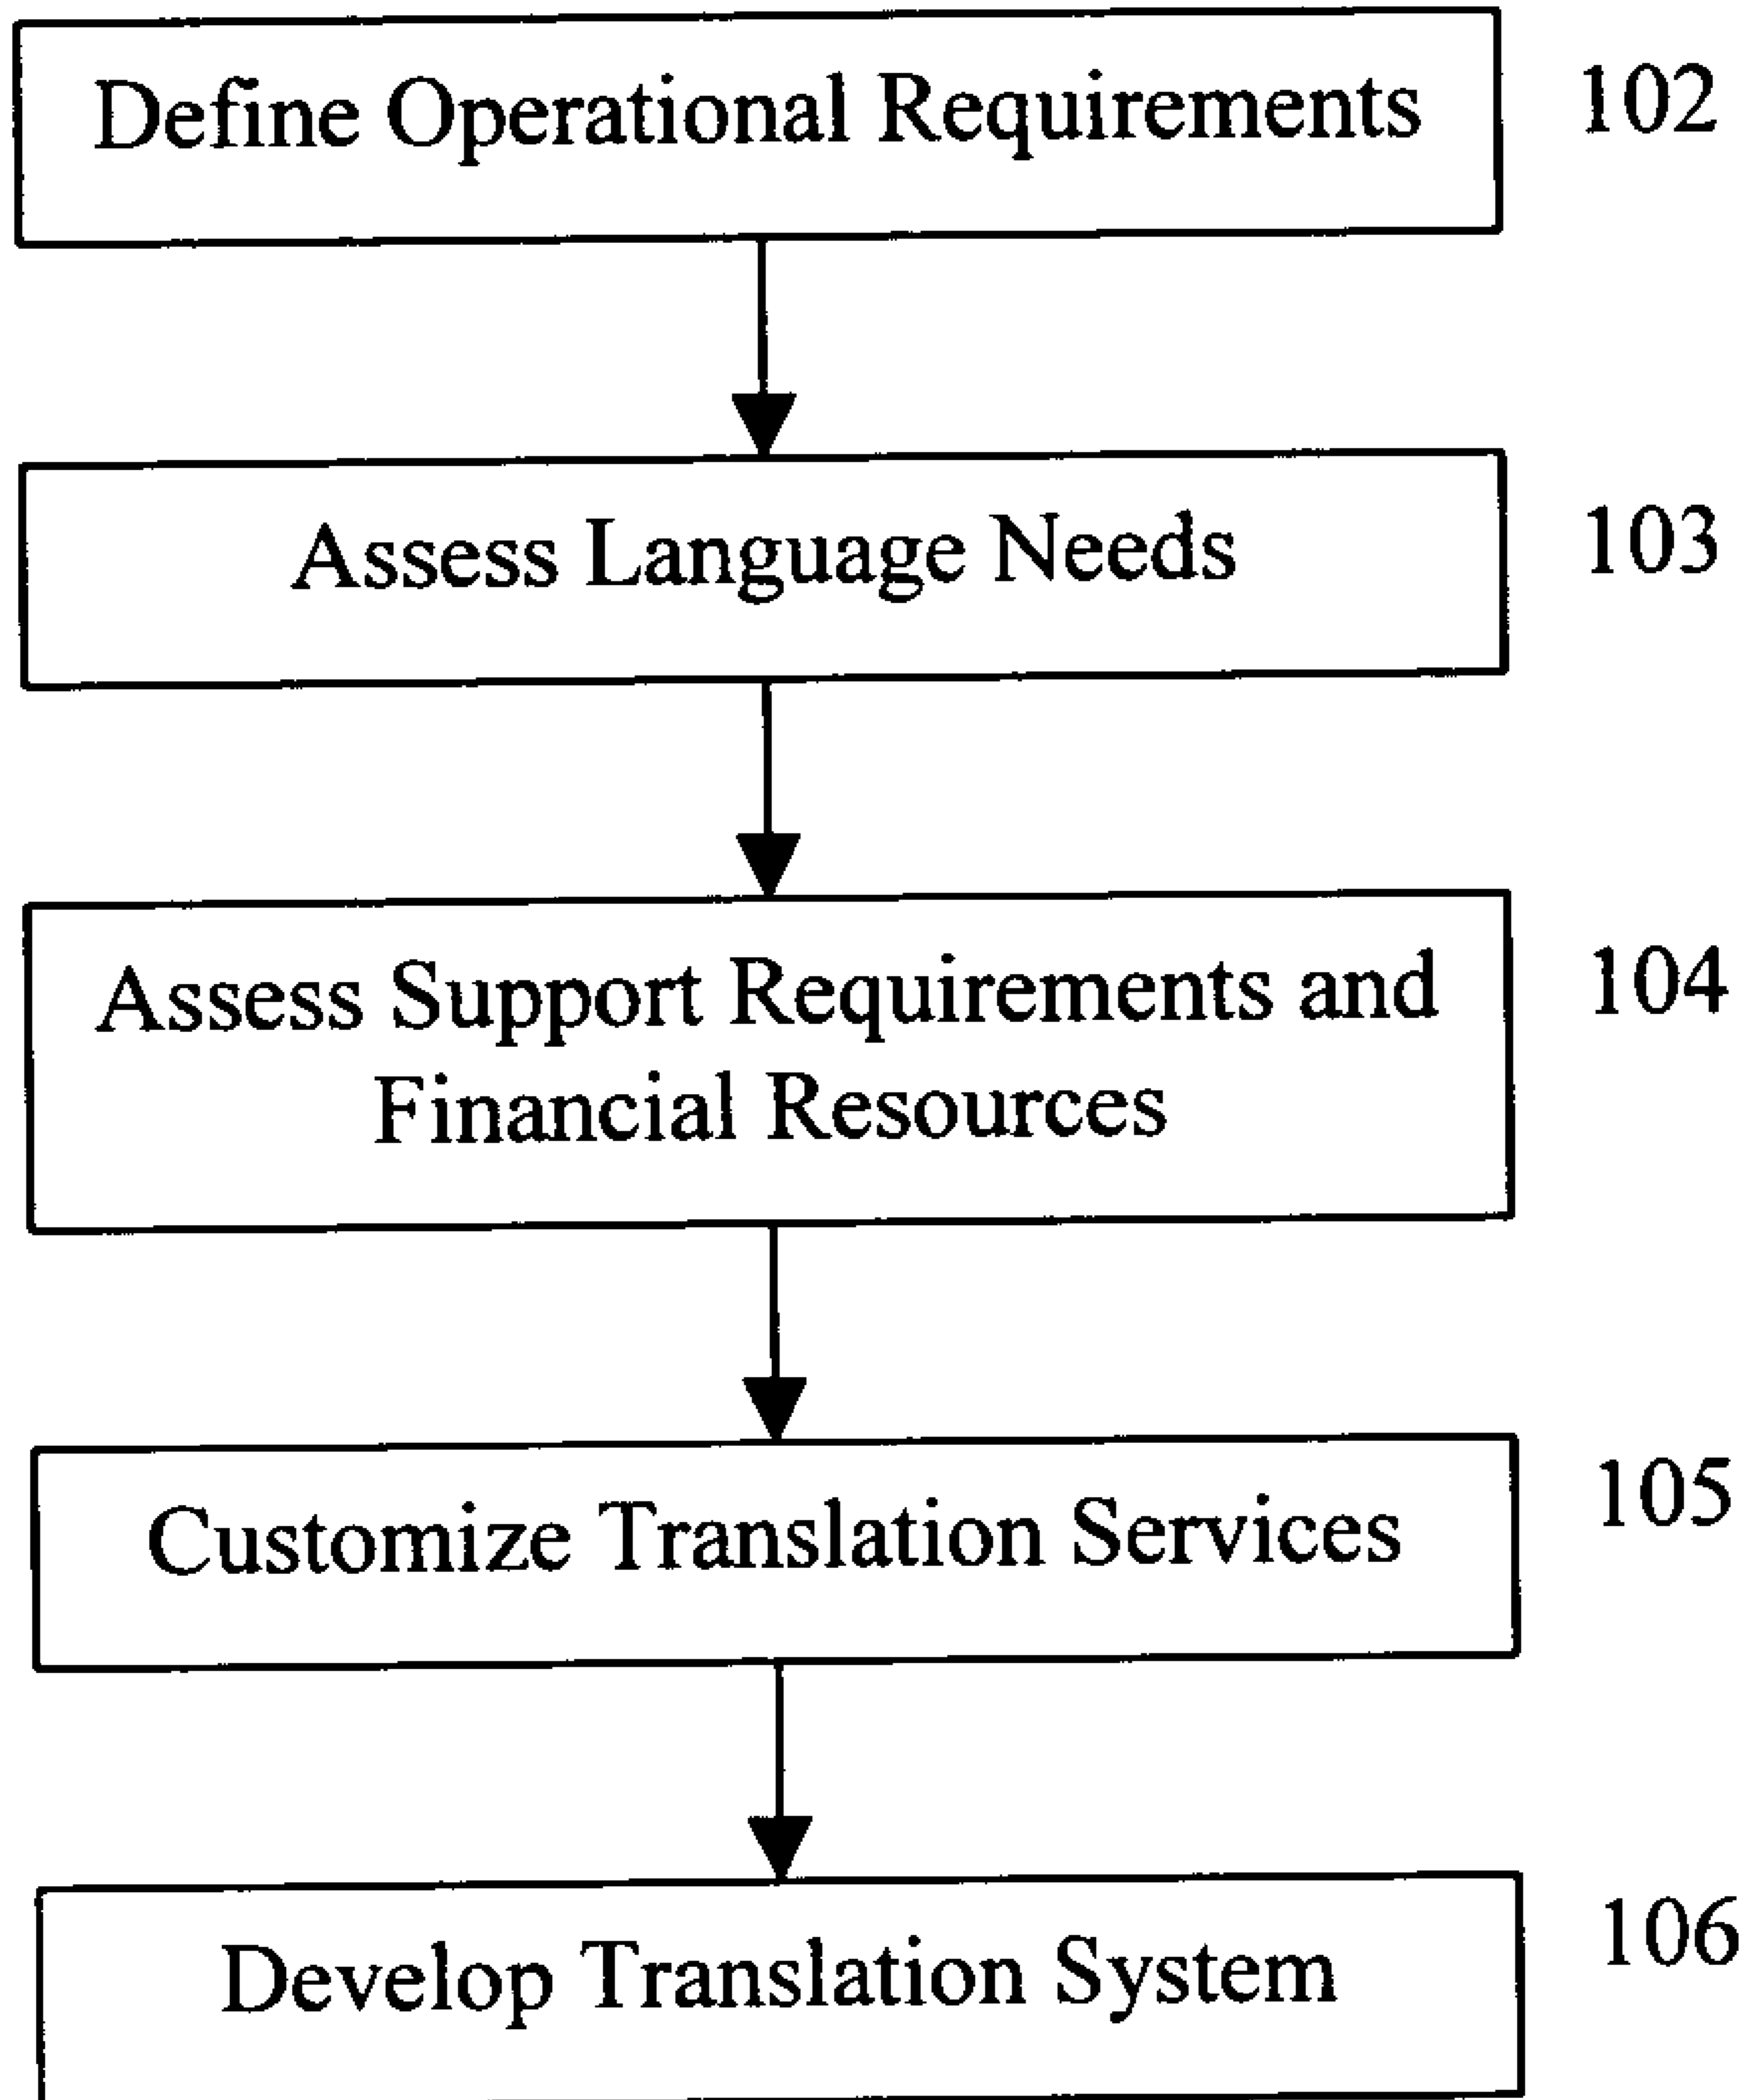 Define Operational Requirements 102
Assess Language Needs 103
Assess Support Requirements and 104
Financial Resources
Customize Translation Services 105
Develop Translation System 106